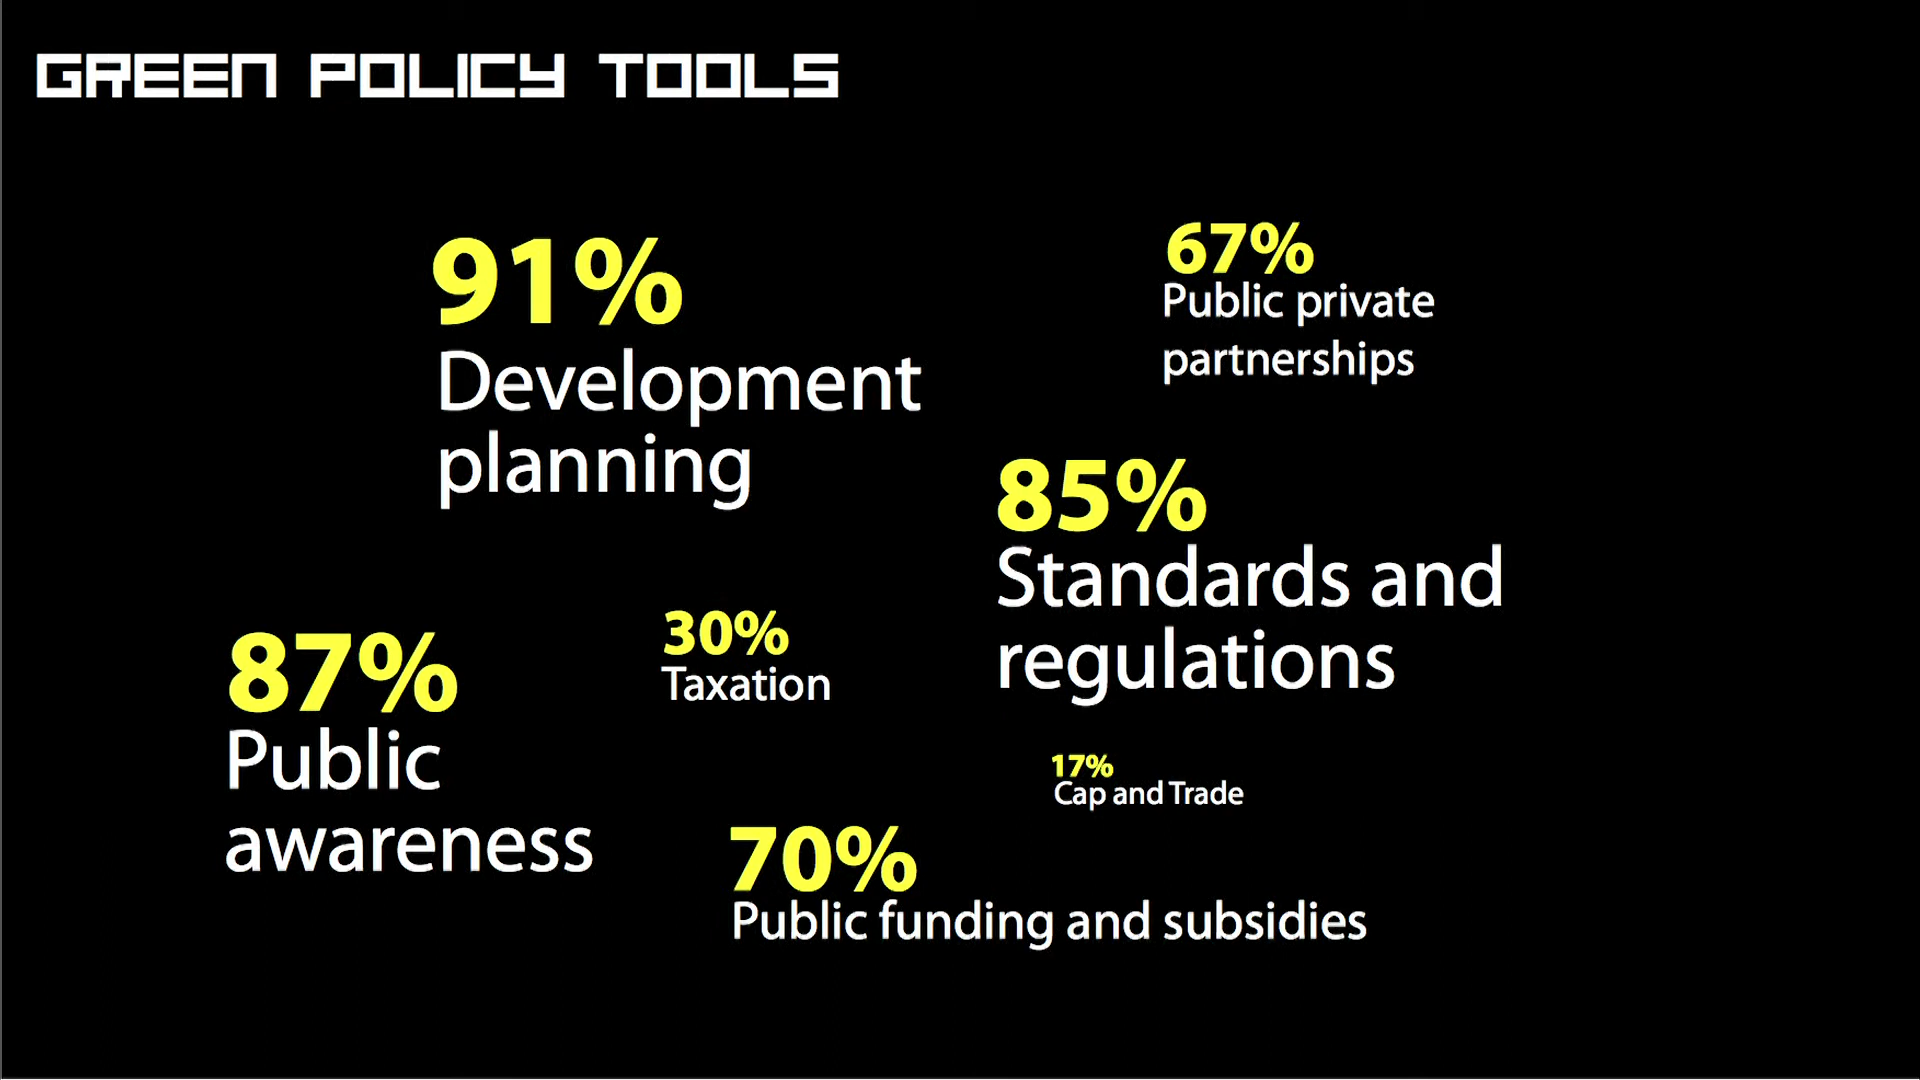 GREEN POLICY TOOLS
91%
Development
planning
67%
Public private
partnerships
85%
Standards and
regulations
87%
Public
awareness
30%
Taxation
17%
Cap and Trade
70%
Public funding and subsidies